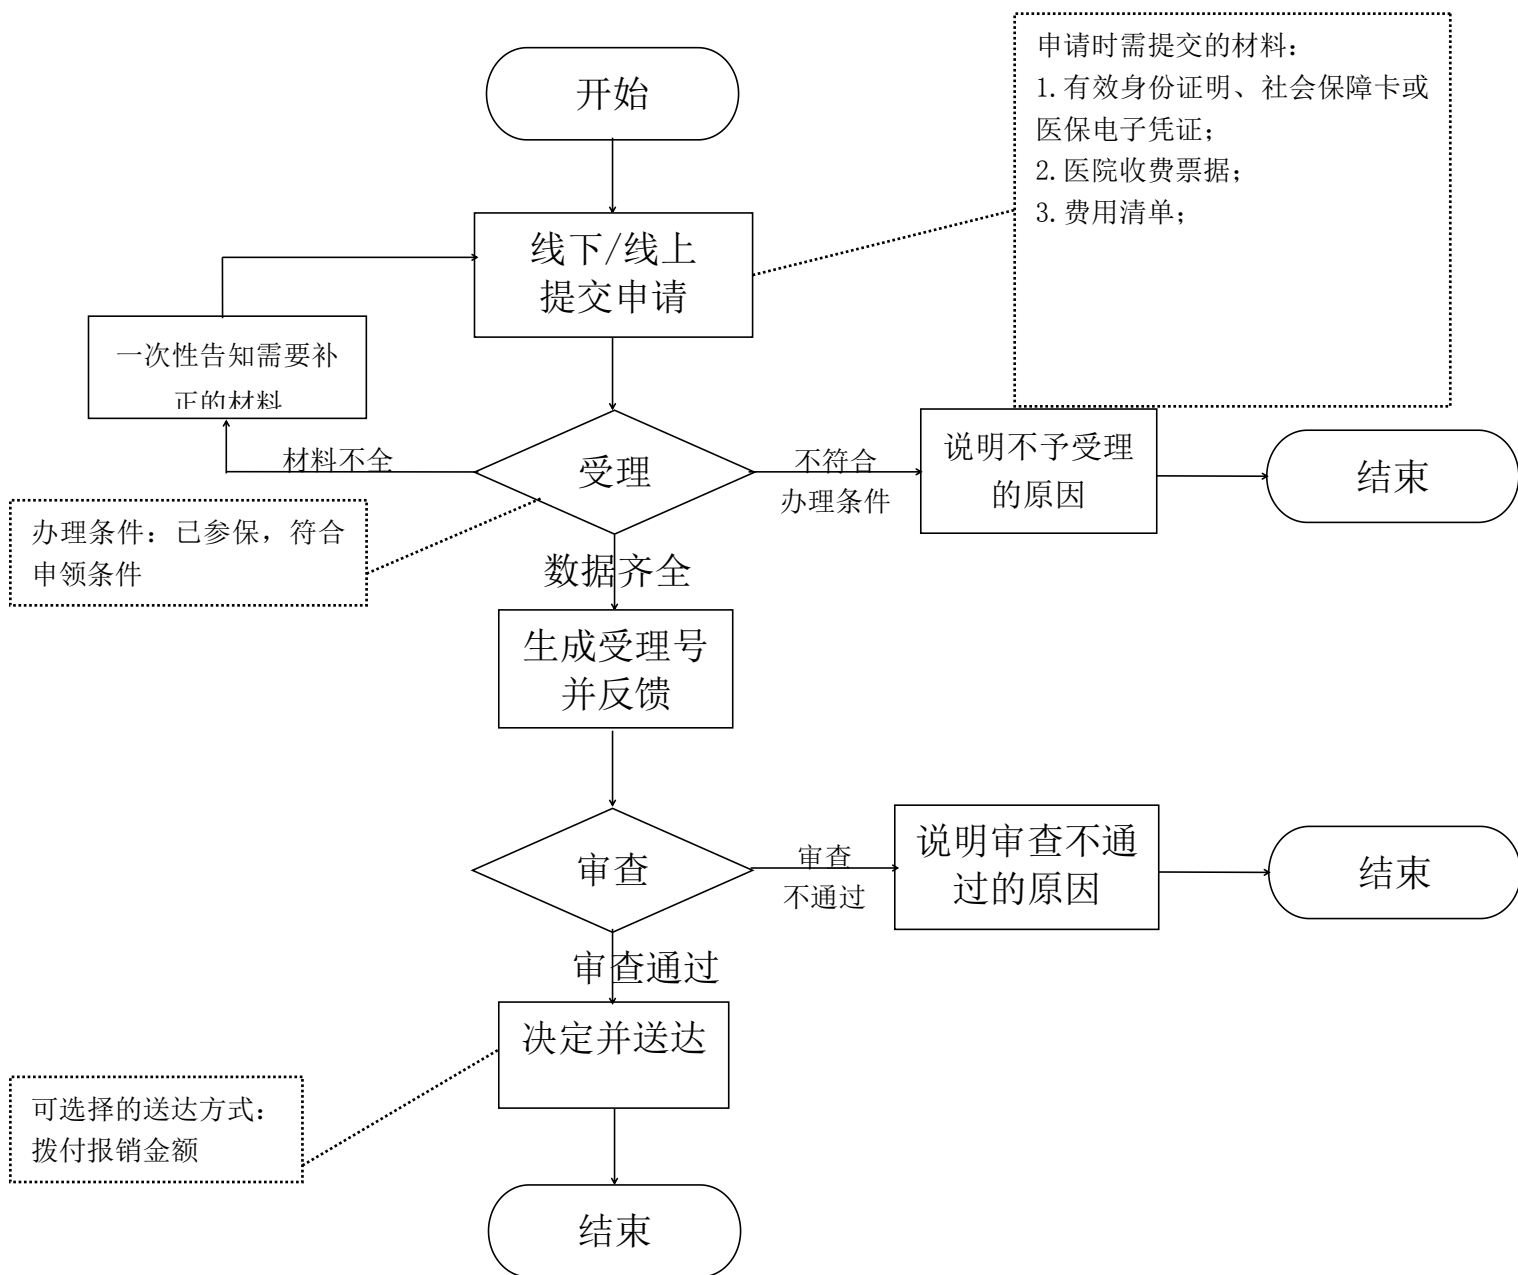 开始
申请时需提交的材料：
1.有效身份证明、社会保障卡或
医保电子凭证；
2.医院收费票据；
3.费用清单；
线下/线上
提交申请
一次性告知需要补
正的材料
材料不全
受理
不符合
办理条件
说明不予受理
的原因
结束
办理条件：已参保，符合
申领条件
数据齐全
生成受理号
并反馈
审查
审查
不通过
说明审查不通
过的原因
结束
审查通过
决定并送达
可选择的送达方式：
拨付报销金额
结束